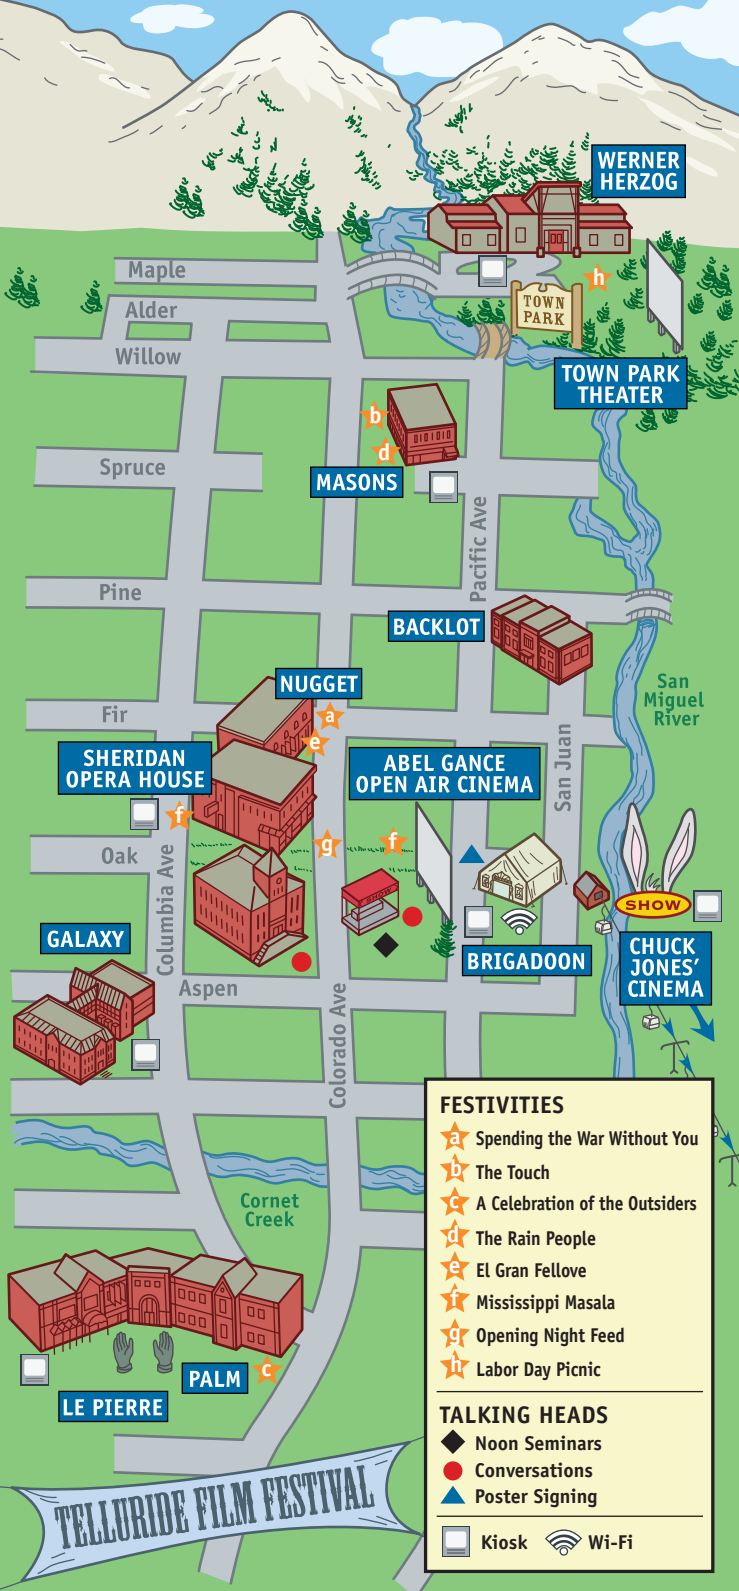 WERNER
HERZOG
Maple
h
TOWN
PARK
Alder
Willow
TOWN PARK
THEATER
b
d
Spruce
MASONS
Pacific Ave
Pine
BACKLOT
NUGGET
San
Miguel
River
Fir
a
e
SHERIDAN
OPERA HOUSE
ABEL GANCE
OPEN AIR CINEMA
San Juan
f
g
f
Oak
Columbia Ave
SHOW
SHOW
GALAXY
BRIGADOON
CHUCK
JONES’
CINEMA
Aspen
Colorado Ave
Cornet
Creek
PALM
c
LE PIERRE
TELLURIDE FILM FESTIVAL
FESTIVITIES
a Spending the War Without You
b The Touch
c A Celebration of the Outsiders
d The Rain People
e El Gran Fellove
f Mississippi Masala
g Opening Night Feed
h Labor Day Picnic
TALKING HEADS
Noon Seminars
Conversations
Poster Signing
Kiosk
Wi-Fi